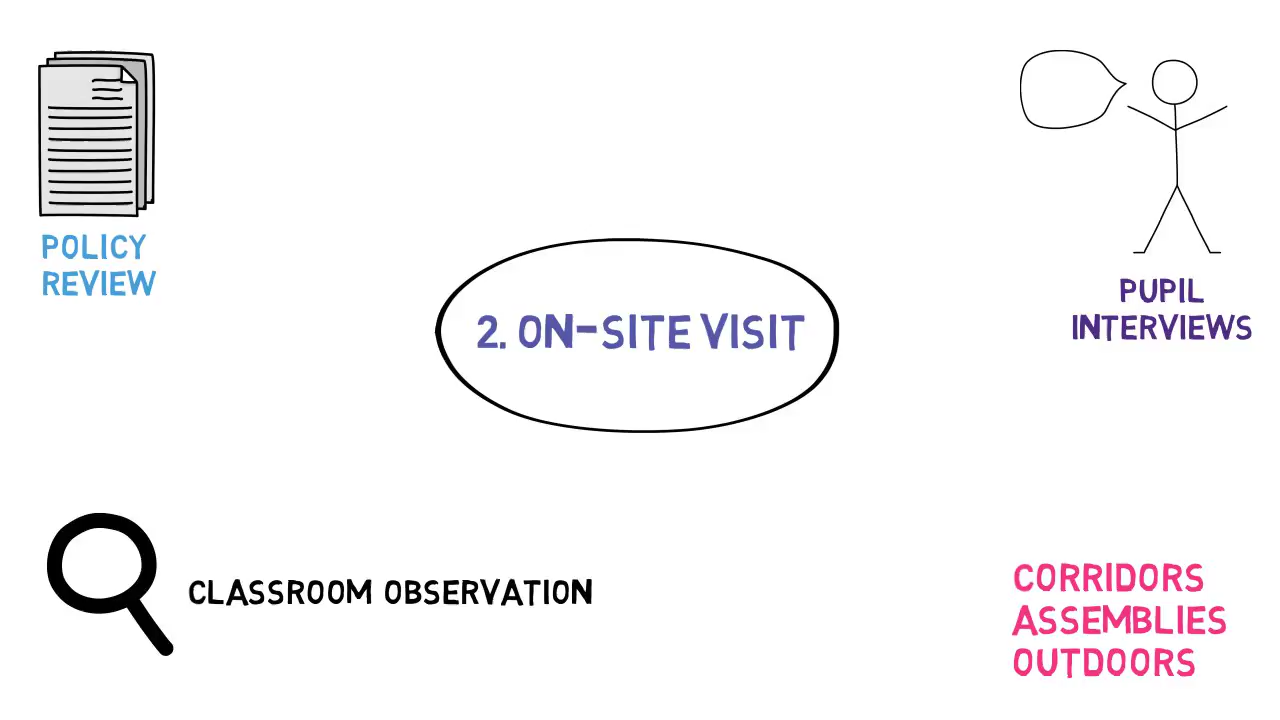 POLICY
REVIEW
PUPIL
INTERVIEWS
2. ON-SITE VISIT
CLASSROOM OBSERVATION
CORRIDORS
ASSEMBLIES
OUTDOORS